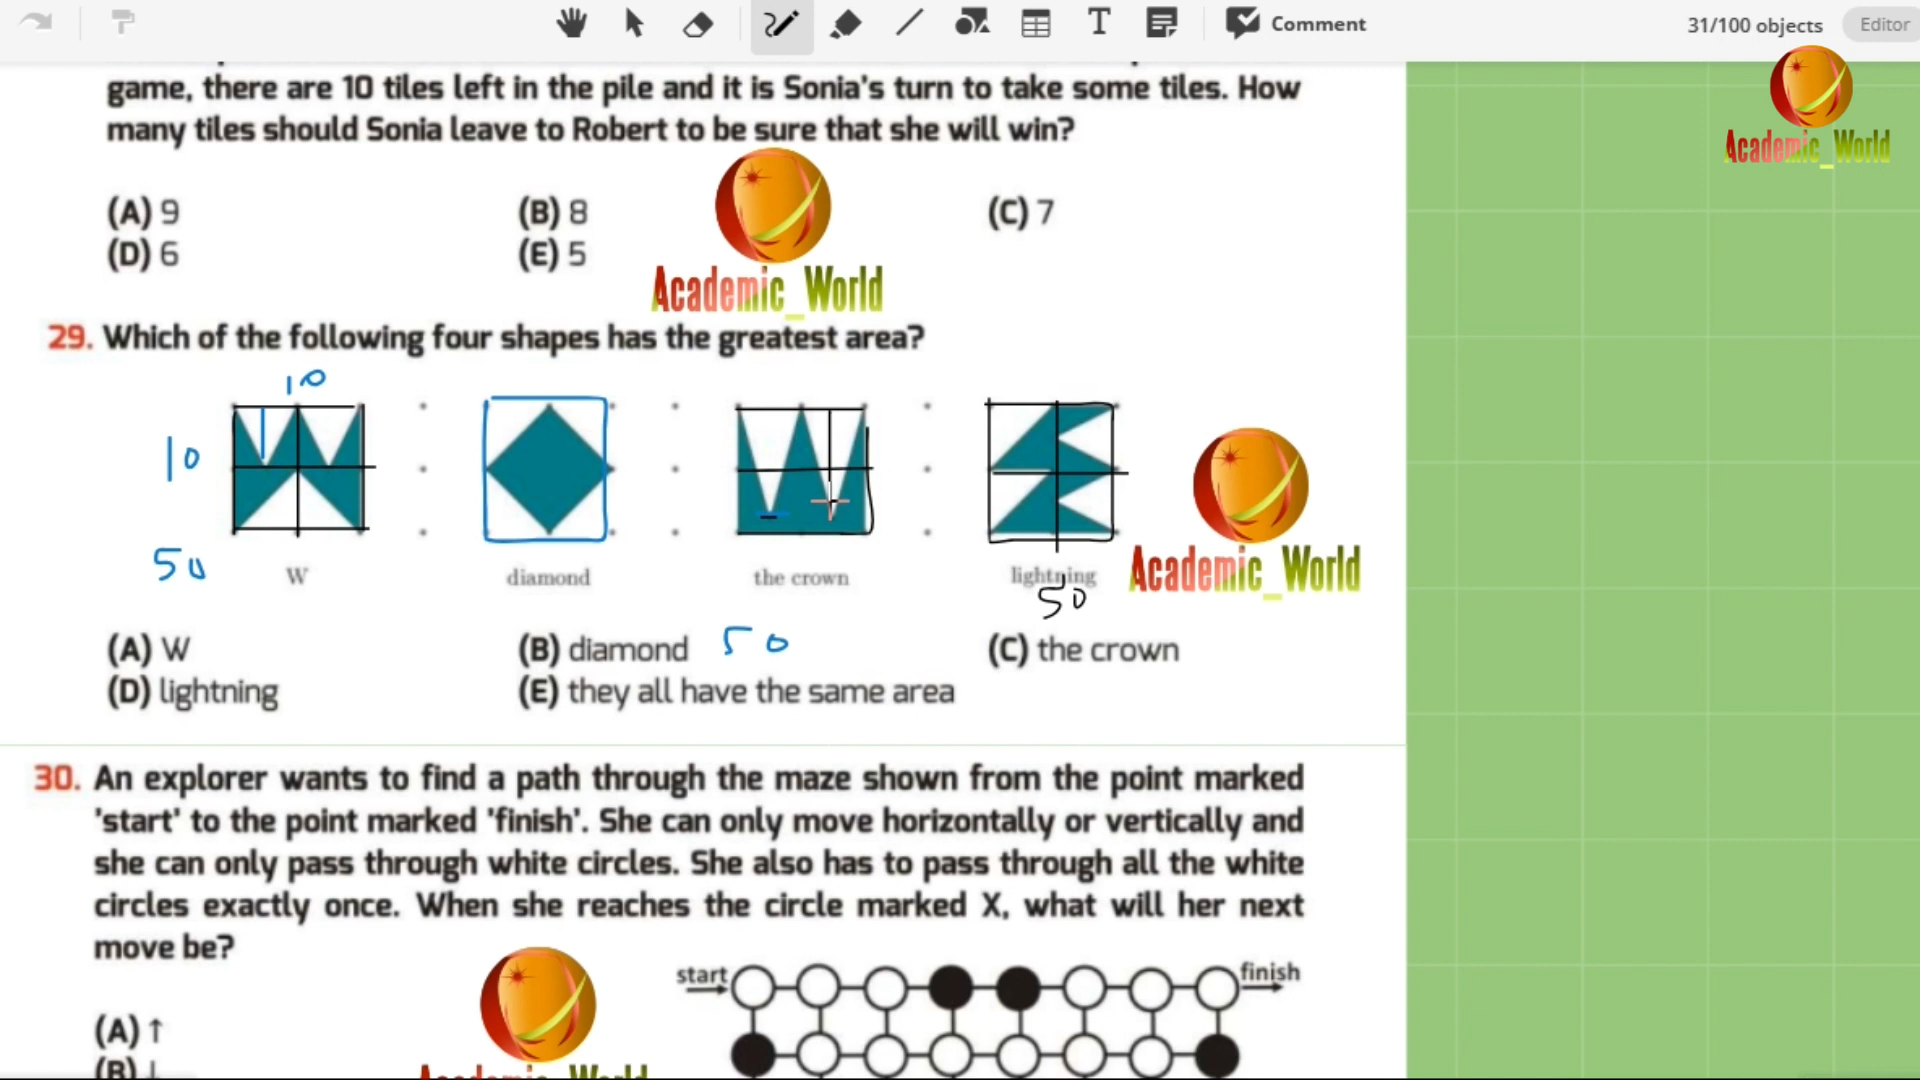 Comment
31/100 objects
Editor
Academic_World
game, there are 10 tiles left in the pile and it is Sonia's turn to take some tiles. How
many tiles should Sonia leave to Robert to be sure that she will win?
(A) 9
(B) 8
(C) 7
(D) 6
(E) 5
Academic_World
29. Which of the following four shapes has the greatest area?
10
10
50
W
diamond
the crown
lightning
50
Academic_World
(A) W
(B) diamond 50
(C) the crown
(D) lightning
(E) they all have the same area
30. An explorer wants to find a path through the maze shown from the point marked
'start' to the point marked 'finish'. She can only move horizontally or vertically and
she can only pass through white circles. She also has to pass through all the white
circles exactly once. When she reaches the circle marked X, what will her next
move be?
start
finish
(A) ↑
(B) ↓
Academic_World